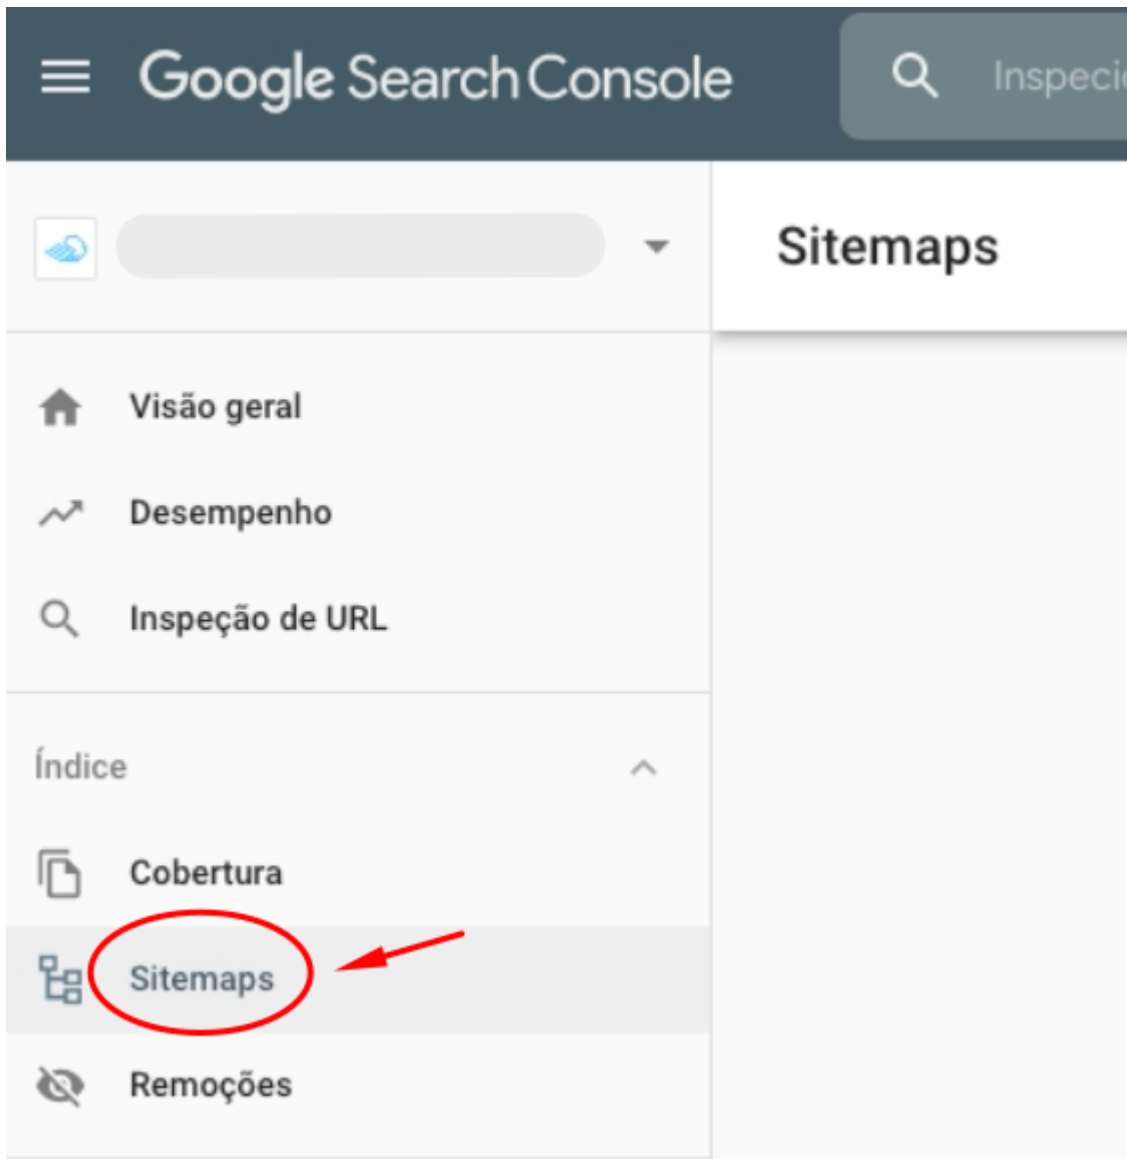 Google Search Console
Sitemaps
Visão geral
Desempenho
Inspeção de URL
Índice
Cobertura
Sitemaps
Remoções